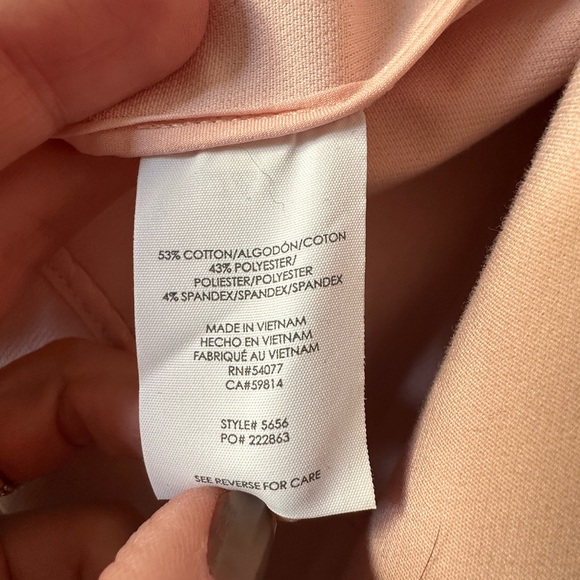 53% COTTON/ALGODÓN/COTON
43% POLYESTER/
POLIESTER/POLYESTER
4% SPANDEX/SPANDEX/SPANDEX
MADE IN VIETNAM
HECHO EN VIETNAM
FABRIQUÉ AU VIETNAM
RN#54077
CA#59814
STYLE# 5656
PO# 222863
SEE REVERSE FOR CARE